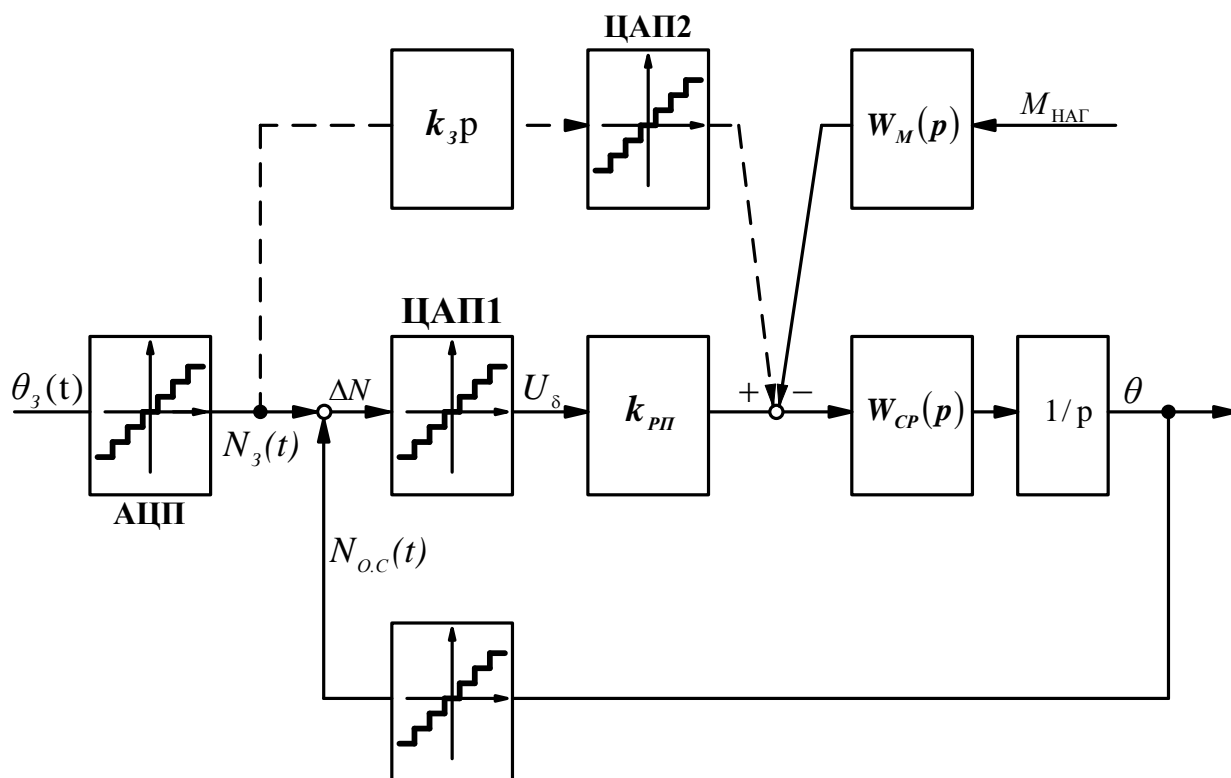 ЦАП2
k_з p
W_M(p)
M_НАГ
ЦАП1
θ_З(t)
N_З(t)
ΔN
U_δ
k_РП
+
−
W_СР(p)
1/p
θ
АЦП
N_О.С(t)